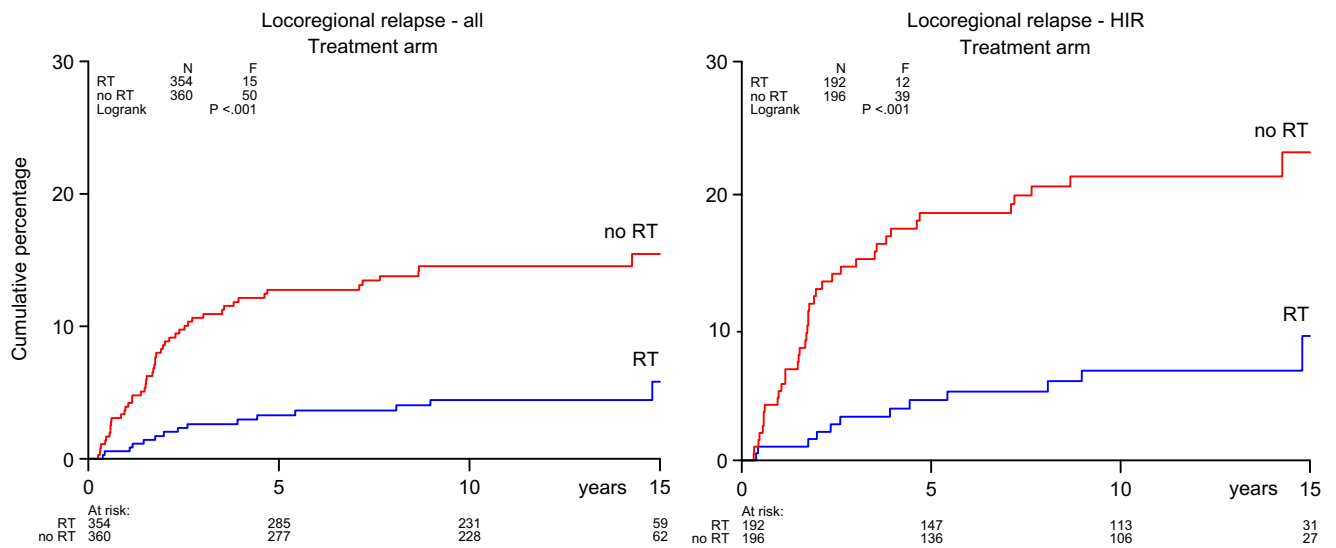 Locoregional relapse - all
Treatment arm
30
N F
RT 354 15
no RT 360 50
Logrank P <.001
20
no RT
Cumulative percentage
10
RT
0
0 5 10 years 15
At risk:
RT 354 285 231 59
no RT 360 277 228 62
Locoregional relapse - HIR
Treatment arm
30
N F
RT 192 12
no RT 196 39
Logrank P <.001
no RT
20
RT
10
0
0 5 10 years 15
At risk:
RT 192 147 113 31
no RT 196 136 106 27